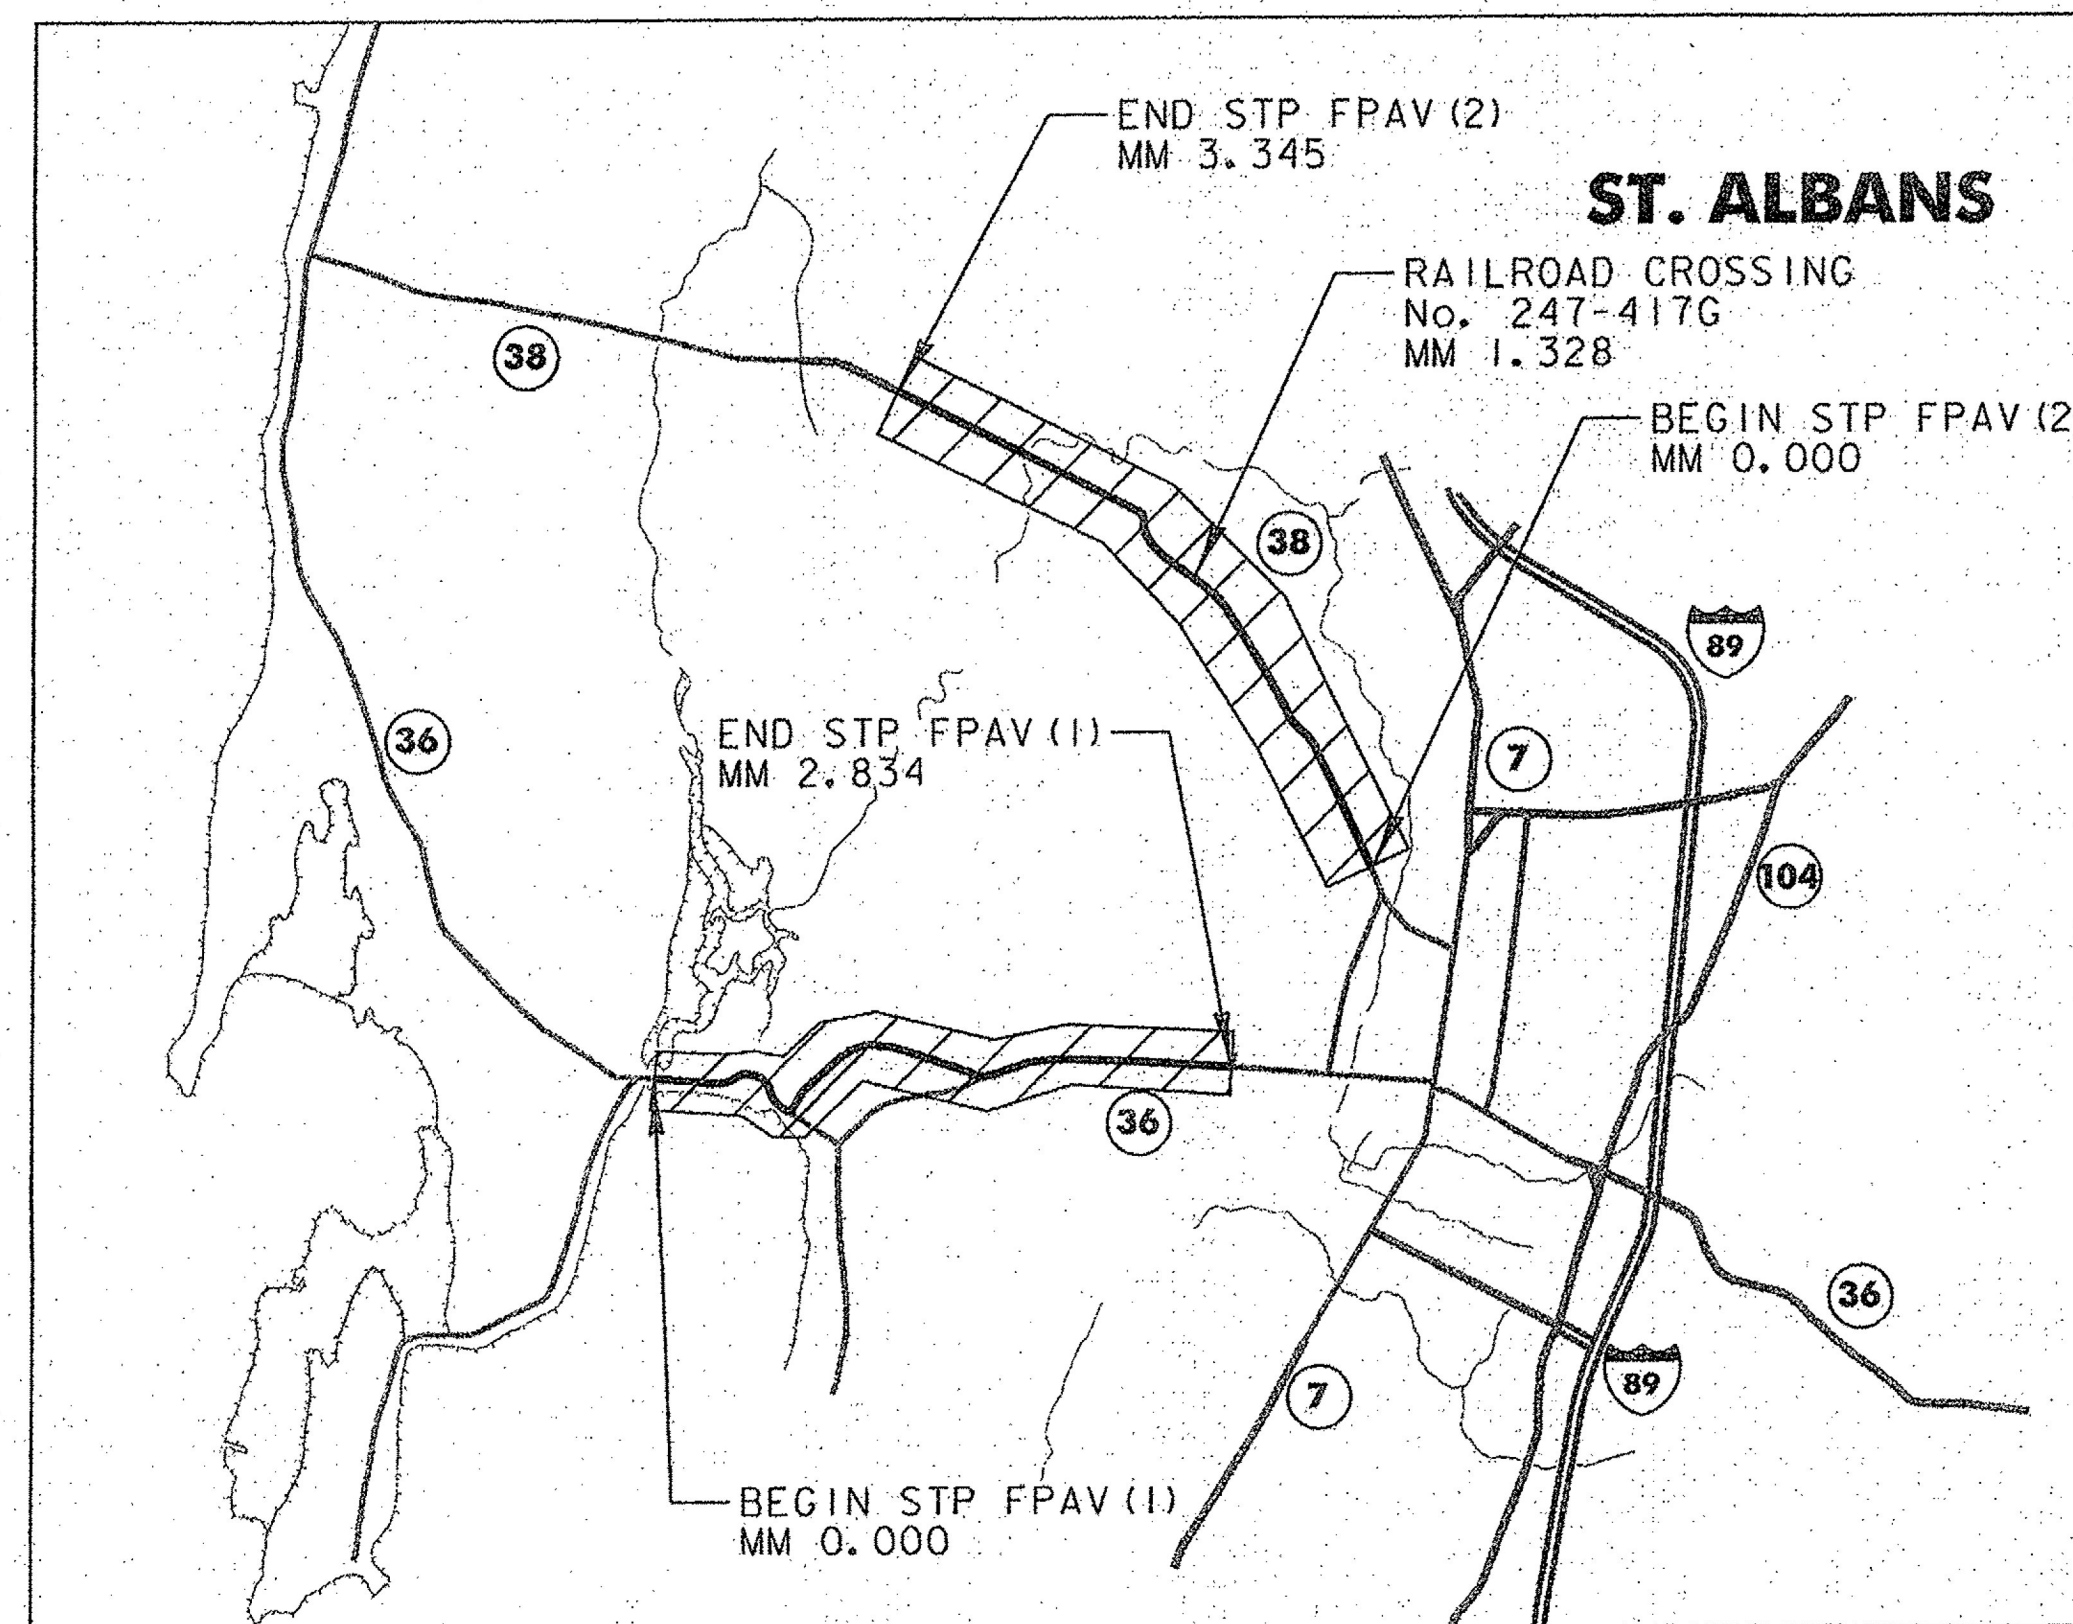 END STP FPAV (2)
MM 3.345
ST. ALBANS
RAILROAD CROSSING
No. 247-417G
MM 1.328
38
BEGIN STP FPAV (2
MM 0.000
38
89
36
END STP FPAV (1)
MM 2.834
7
104
36
36
89
7
BEGIN STP FPAV (1)
MM 0.000